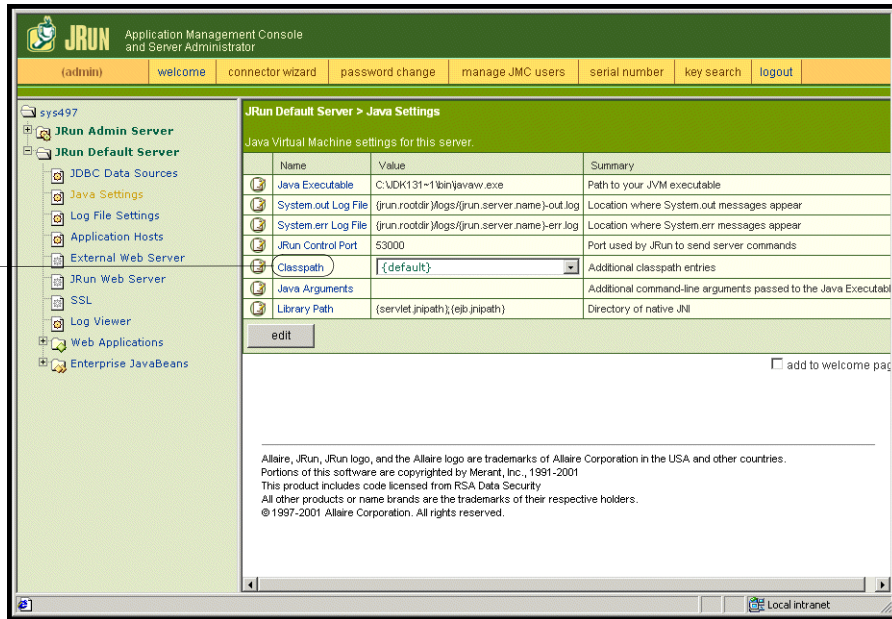 JRUN Application Management Console
and Server Administrator
(admin) welcome connector wizard password change manage JMC users serial number key search logout
sys497
JRun Admin Server
JRun Default Server
JDBC Data Sources
Java Settings
Log File Settings
Application Hosts
External Web Server
JRun Web Server
SSL
Log Viewer
Web Applications
Enterprise JavaBeans
JRun Default Server > Java Settings
Java Virtual Machine settings for this server.
Name Value Summary
Java Executable C:\JDK131~1\bin\javaw.exe Path to your JVM executable
System.out Log File {jrun.rootdir}/logs/{jrun.server.name}-out.log Location where System.out messages appear
System.err Log File {jrun.rootdir}/logs/{jrun.server.name}-err.log Location where System.err messages appear
JRun Control Port 53000 Port used by JRun to send server commands
Classpath {default} Additional classpath entries
Java Arguments Additional command-line arguments passed to the Java Executabl
Library Path {servlet.jnipath};{ejb.jnipath} Directory of native JNI
edit
add to welcome pag
Allaire, JRun, JRun logo, and the Allaire logo are trademarks of Allaire Corporation in the USA and other countries.
Portions of this software are copyrighted by Merant, Inc., 1991-2001
This product includes code licensed from RSA Data Security
All other products or name brands are the trademarks of their respective holders.
© 1997-2001 Allaire Corporation. All rights reserved.
Local intranet